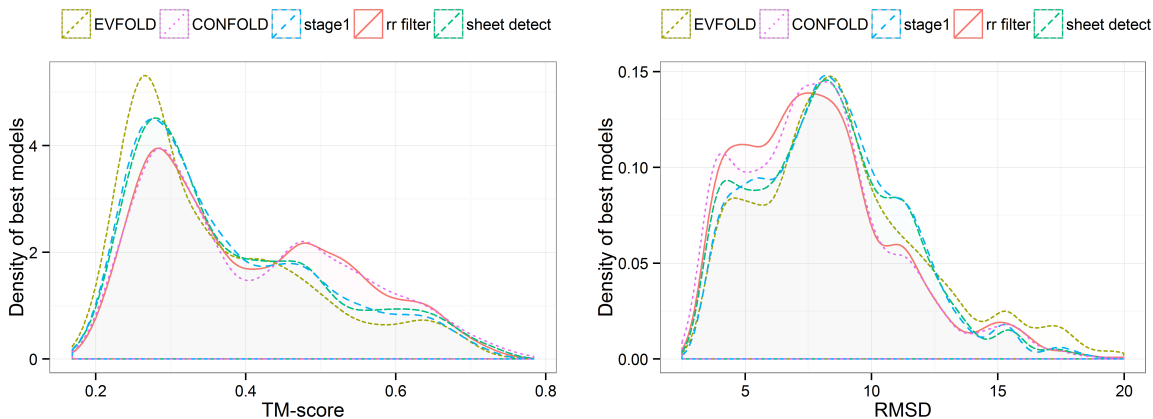 EVFOLD CONFOLD stage1 rr filter sheet detect
Density of best models
4
2
0
0.2 0.4 0.6 0.8
TM-score
EVFOLD CONFOLD stage1 rr filter sheet detect
Density of best models
0.15
0.10
0.05
0.00
5 10 15 20
RMSD